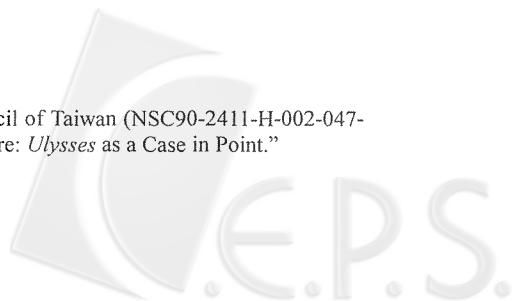 cil of Taiwan (NSC90-2411-H-002-047-
re: Ulysses as a Case in Point.”
C.E.P.S.